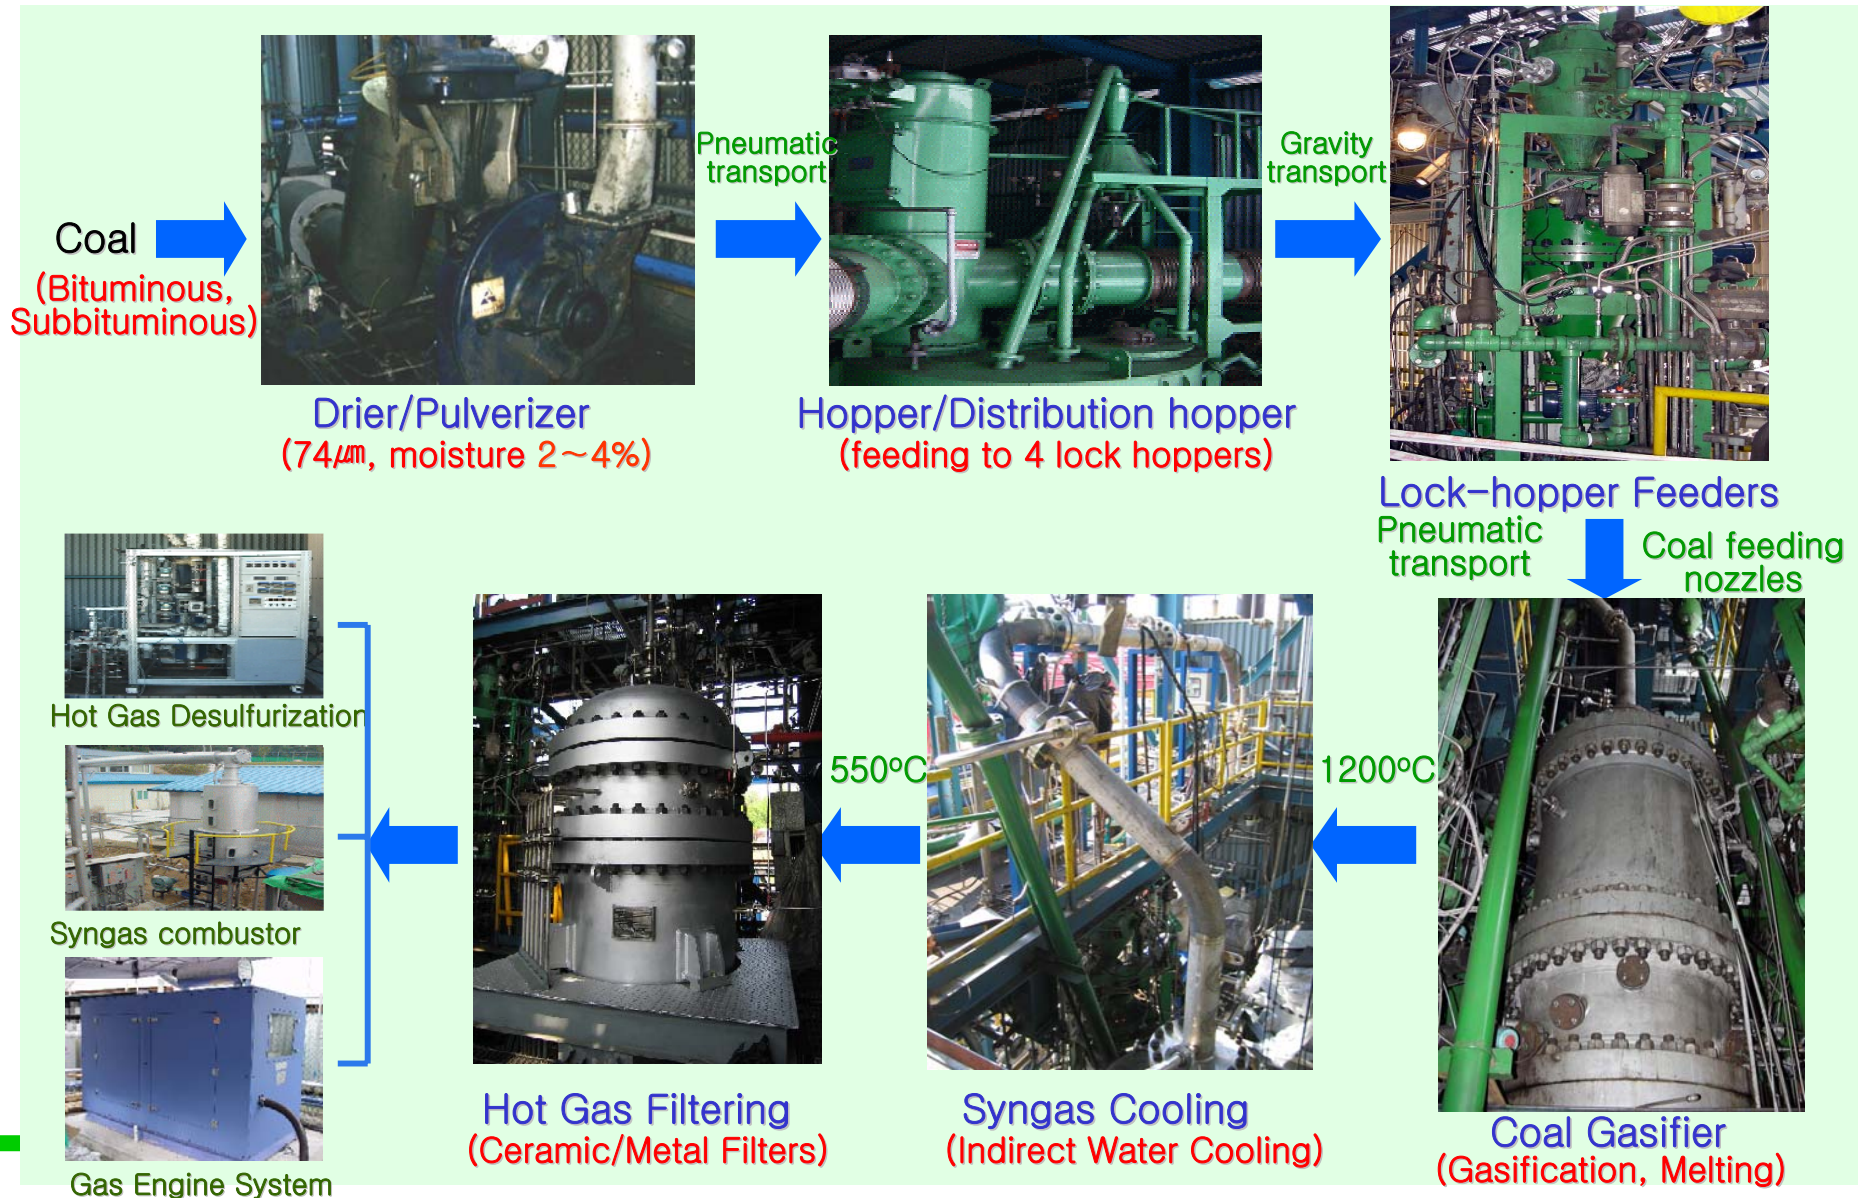 Coal
(Bituminous,
Subbituminous)
Drier/Pulverizer
(74㎛, moisture 2～4%)
Pneumatic
transport
Hopper/Distribution hopper
(feeding to 4 lock hoppers)
Gravity
transport
Lock-hopper Feeders
Pneumatic
transport
Coal feeding
nozzles
Coal Gasifier
(Gasification, Melting)
1200ºC
Syngas Cooling
(Indirect Water Cooling)
550ºC
Hot Gas Filtering
(Ceramic/Metal Filters)
Hot Gas Desulfurization
Syngas combustor
Gas Engine System